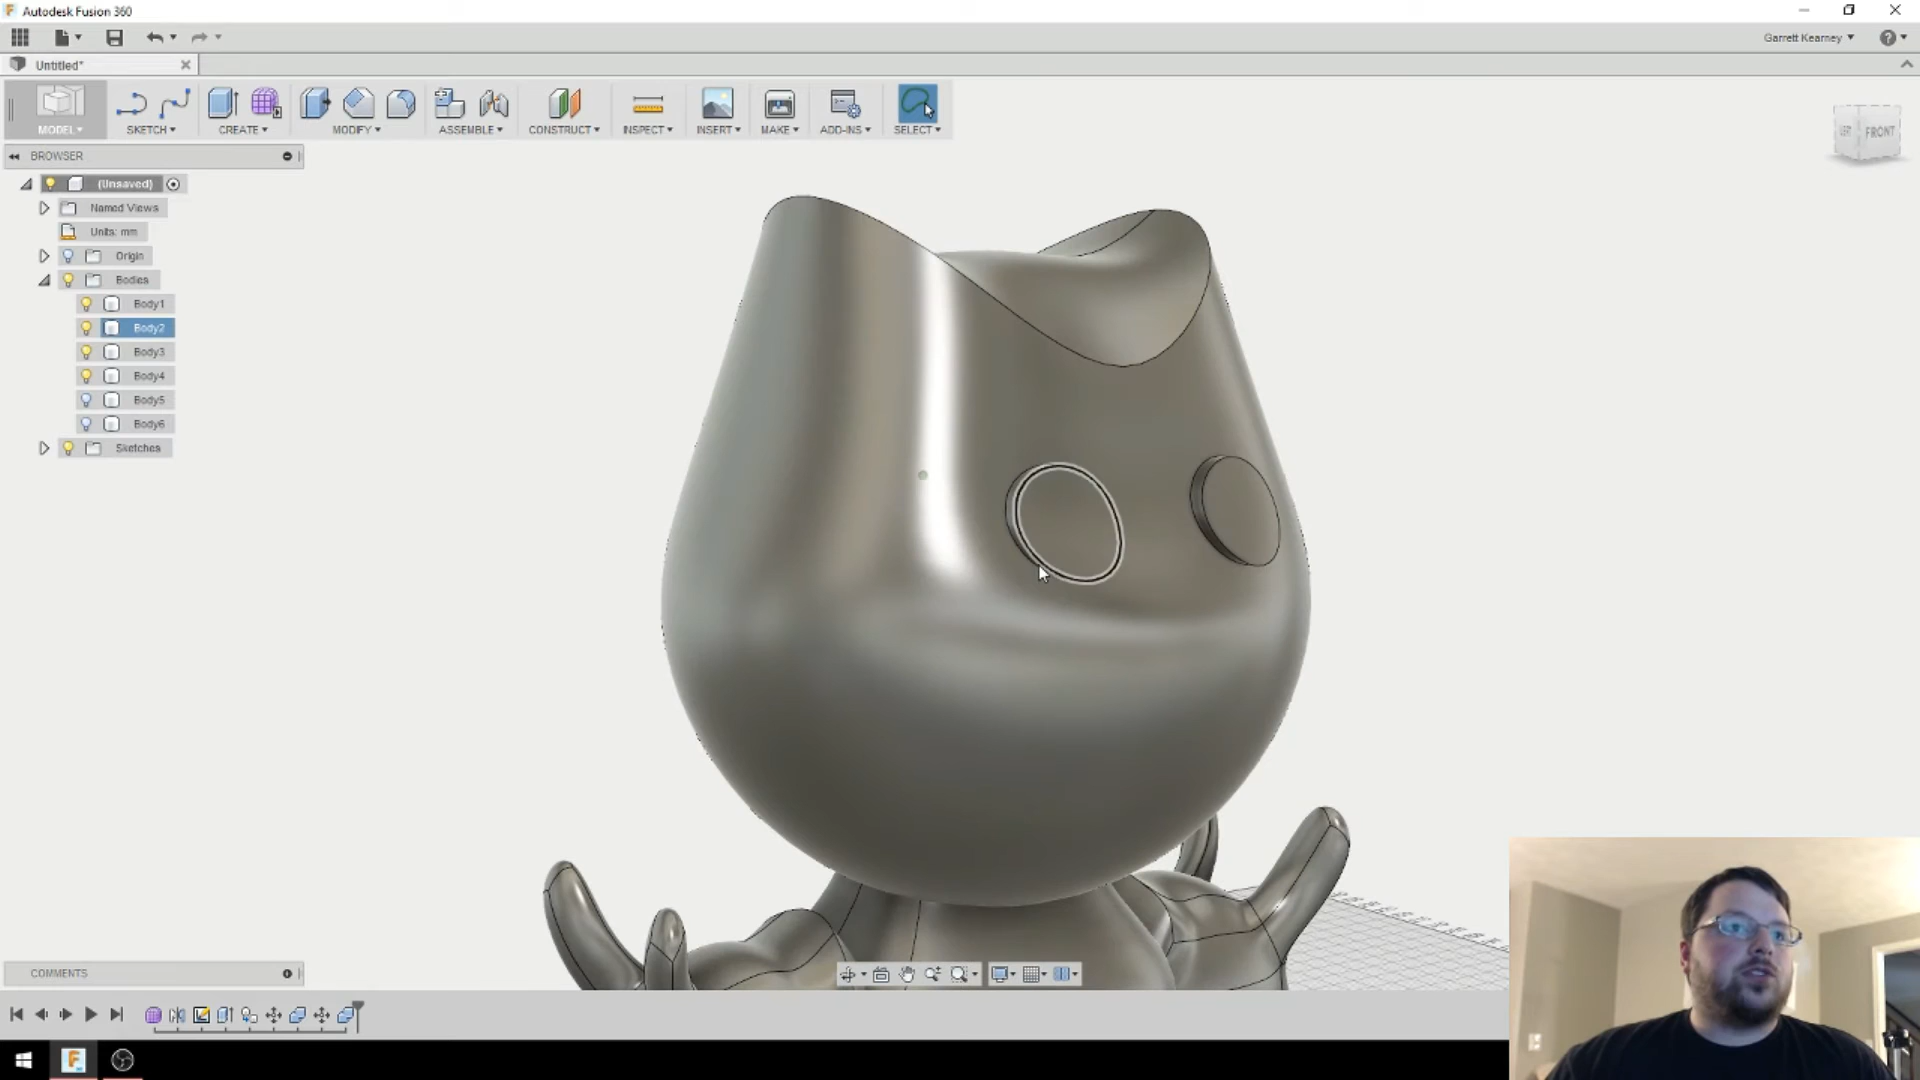 Autodesk Fusion 360
Garrett Kearney
Untitled*
MODEL
SKETCH
CREATE
MODIFY
ASSEMBLE
CONSTRUCT
INSPECT
INSERT
MAKE
ADD-INS
SELECT
LEFT
FRONT
BROWSER
(Unsaved)
Named Views
Units: mm
Origin
Bodies
Body1
Body2
Body3
Body4
Body5
Body6
Sketches
COMMENTS